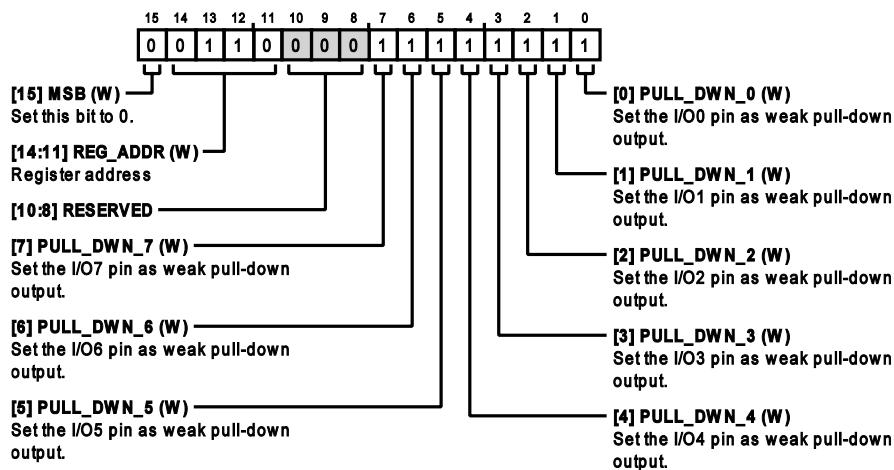 15 14 13 12 11 10 9 8 7 6 5 4 3 2 1 0
0 0 1 1 0 0 0 0 1 1 1 1 1 1 1 1
[15] MSB (W)
Set this bit to 0.
[14:11] REG_ADDR (W)
Register address
[10:8] RESERVED
[7] PULL_DWN_7 (W)
Set the I/O7 pin as weak pull-down
output.
[6] PULL_DWN_6 (W)
Set the I/O6 pin as weak pull-down
output.
[5] PULL_DWN_5 (W)
Set the I/O5 pin as weak pull-down
output.
[0] PULL_DWN_0 (W)
Set the I/O0 pin as weak pull-down
output.
[1] PULL_DWN_1 (W)
Set the I/O1 pin as weak pull-down
output.
[2] PULL_DWN_2 (W)
Set the I/O2 pin as weak pull-down
output.
[3] PULL_DWN_3 (W)
Set the I/O3 pin as weak pull-down
output.
[4] PULL_DWN_4 (W)
Set the I/O4 pin as weak pull-down
output.